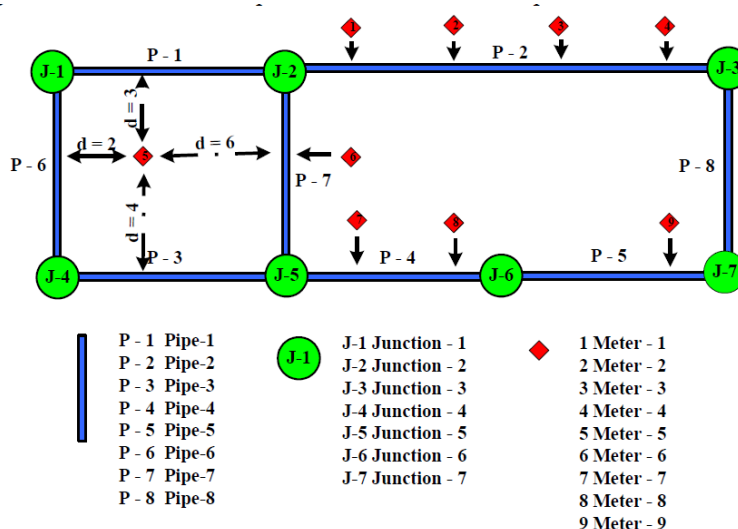 1 2 3 4
P - 1 P - 2
J-1 J-2 J-3
d = 3
P - 6 d = 2 5 d = 6 6 P - 7 P - 8
d = 4
7 8 9
P - 3 P - 4 P - 5
J-4 J-5 J-6 J-7
P - 1 Pipe-1
P - 2 Pipe-2
P - 3 Pipe-3
P - 4 Pipe-4
P - 5 Pipe-5
P - 6 Pipe-6
P - 7 Pipe-7
P - 8 Pipe-8
J-1
J-1 Junction - 1
J-2 Junction - 2
J-3 Junction - 3
J-4 Junction - 4
J-5 Junction - 5
J-6 Junction - 6
J-7 Junction - 7
1 Meter - 1
2 Meter - 2
3 Meter - 3
4 Meter - 4
5 Meter - 5
6 Meter - 6
7 Meter - 7
8 Meter - 8
9 Meter - 9